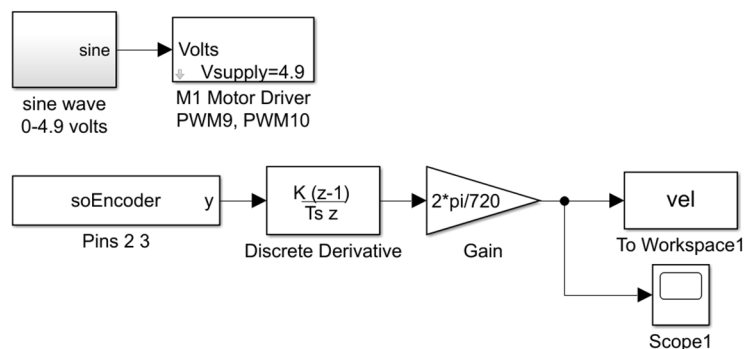 sine
sine wave
0-4.9 volts
Volts
Vsupply=4.9
M1 Motor Driver
PWM9, PWM10
soEncoder y
Pins 2 3
K (z-1)
Ts z
Discrete Derivative
2*pi/720
Gain
vel
To Workspace1
Scope1